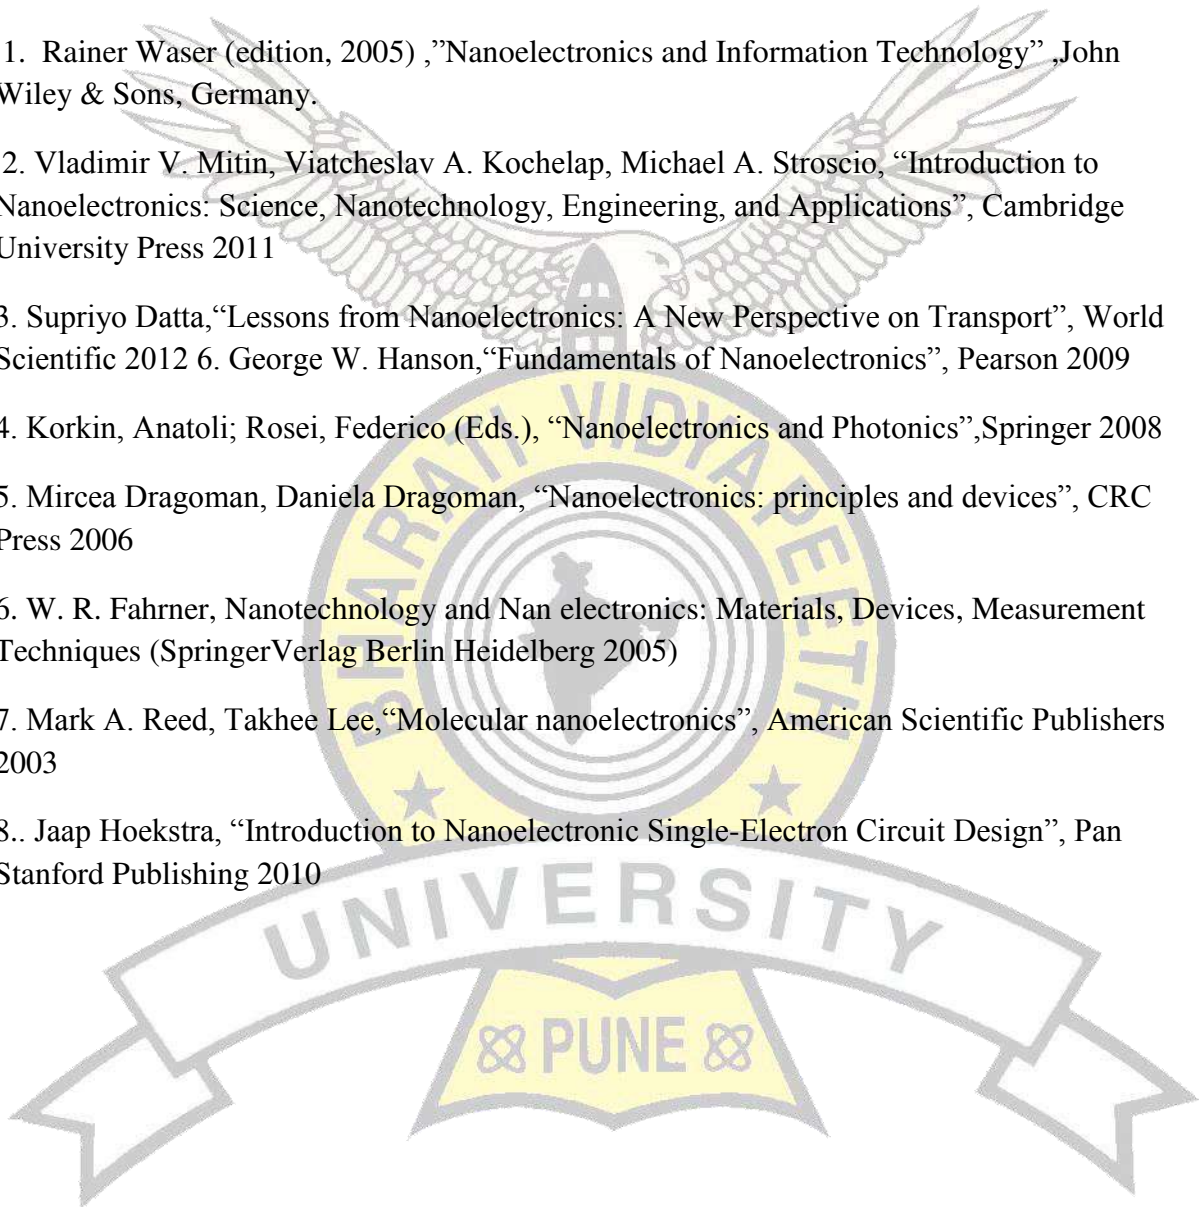 1. Rainer Waser (edition, 2005) ,”Nanoelectronics and Information Technology” ,John
Wiley & Sons, Germany.
2. Vladimir V. Mitin, Viatcheslav A. Kochelap, Michael A. Stroscio, “Introduction to
Nanoelectronics: Science, Nanotechnology, Engineering, and Applications”, Cambridge
University Press 2011
3. Supriyo Datta,“Lessons from Nanoelectronics: A New Perspective on Transport”, World
Scientific 2012 6. George W. Hanson,“Fundamentals of Nanoelectronics”, Pearson 2009
4. Korkin, Anatoli; Rosei, Federico (Eds.), “Nanoelectronics and Photonics”,Springer 2008
5. Mircea Dragoman, Daniela Dragoman, “Nanoelectronics: principles and devices”, CRC
Press 2006
6. W. R. Fahrner, Nanotechnology and Nan electronics: Materials, Devices, Measurement
Techniques (SpringerVerlag Berlin Heidelberg 2005)
7. Mark A. Reed, Takhee Lee,“Molecular nanoelectronics”, American Scientific Publishers
2003
8.. Jaap Hoekstra, “Introduction to Nanoelectronic Single-Electron Circuit Design”, Pan
Stanford Publishing 2010
BHARATI VIDYAPEETH
UNIVERSITY
PUNE